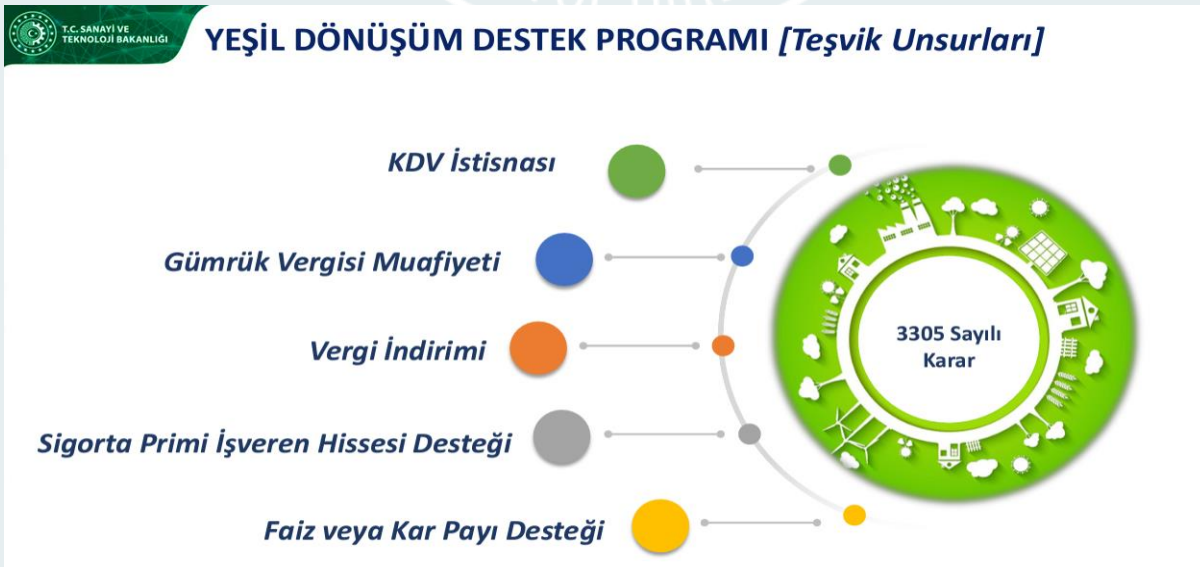 T.C. SANAYİ VE
TEKNOLOJİ BAKANLIĞI
YEŞİL DÖNÜŞÜM DESTEK PROGRAMI [Teşvik Unsurları]
KDV İstisnası
Gümrük Vergisi Muafiyeti
Vergi İndirimi
Sigorta Primi İşveren Hissesi Desteği
Faiz veya Kar Payı Desteği
3305 Sayılı
Karar